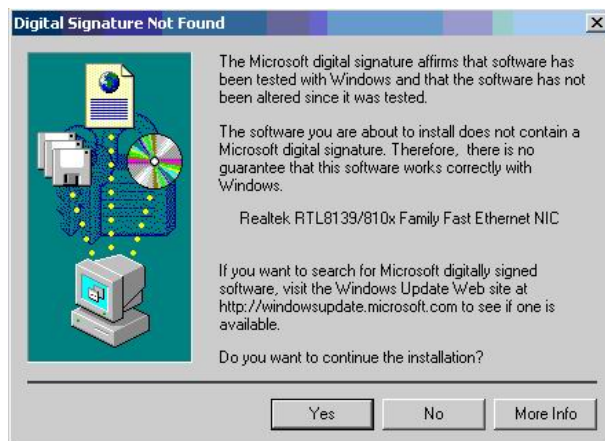 Digital Signature Not Found
The Microsoft digital signature affirms that software has
been tested with Windows and that the software has not
been altered since it was tested.
The software you are about to install does not contain a
Microsoft digital signature. Therefore, there is no
guarantee that this software works correctly with
Windows.
Realtek RTL8139/810x Family Fast Ethernet NIC
If you want to search for Microsoft digitally signed
software, visit the Windows Update Web site at
http://windowsupdate.microsoft.com to see if one is
available.
Do you want to continue the installation?
Yes No More Info